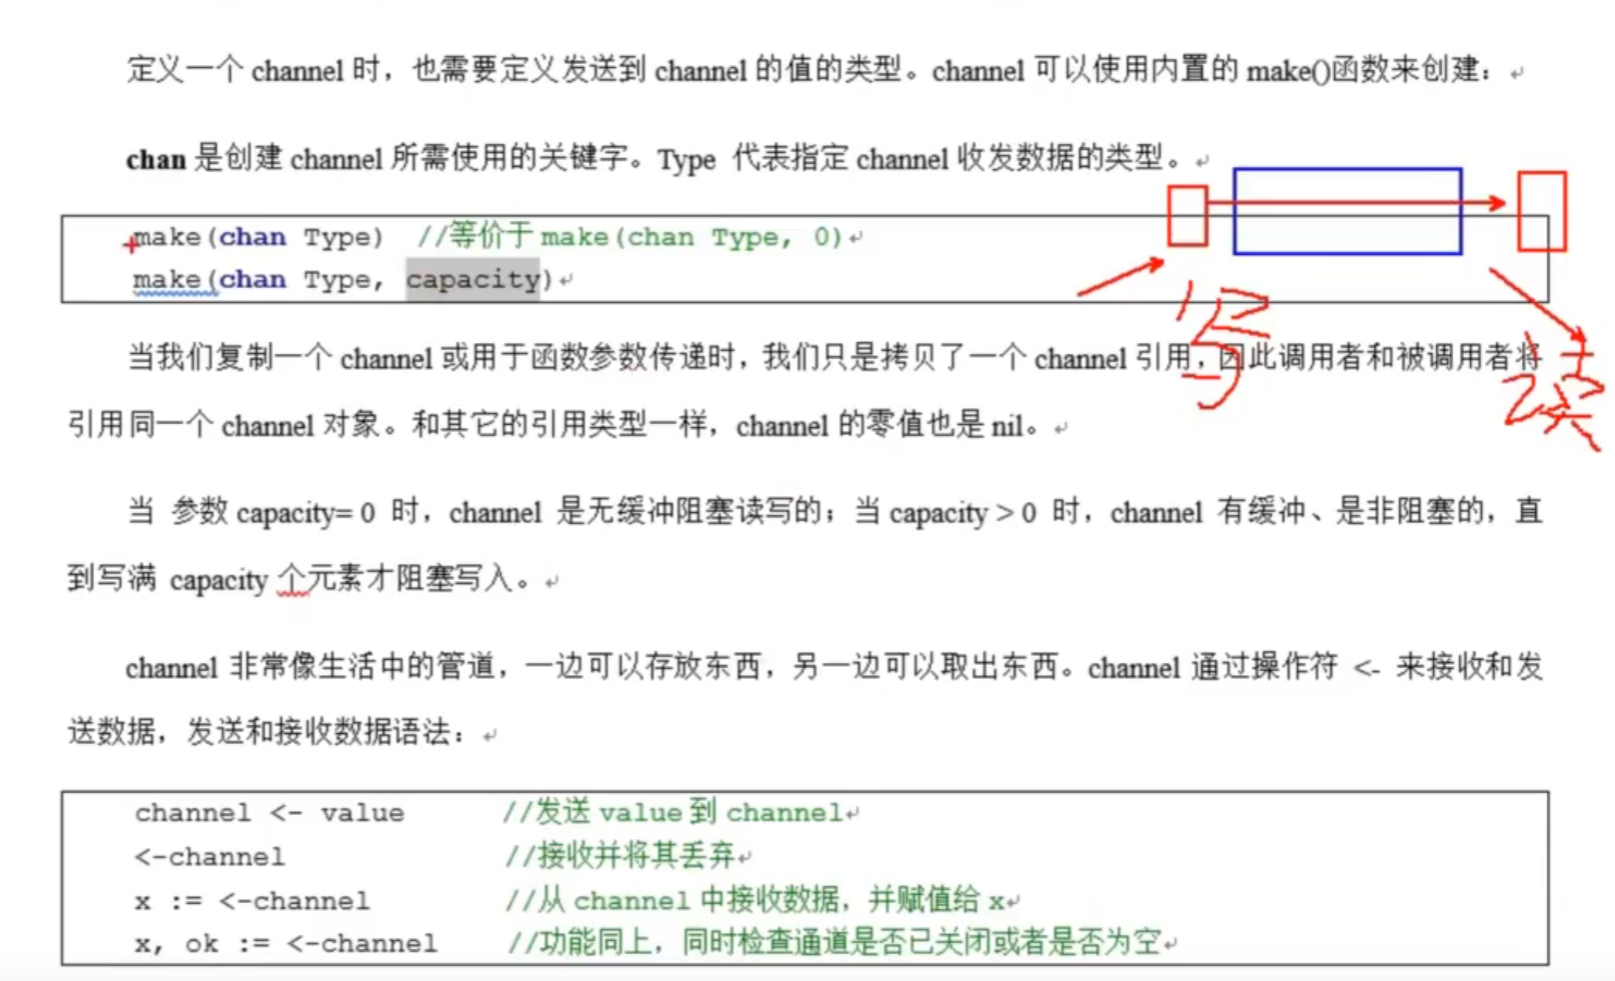 定义一个 channel 时，也需要定义发送到 channel 的值的类型。channel 可以使用内置的 make()函数来创建：
chan 是创建 channel 所需使用的关键字。Type 代表指定 channel 收发数据的类型。
make(chan Type) //等价于 make(chan Type, 0)
make(chan Type, capacity)
写
读
当我们复制一个 channel 或用于函数参数传递时，我们只是拷贝了一个 channel 引用，因此调用者和被调用者将
引用同一个 channel 对象。和其它的引用类型一样，channel 的零值也是 nil。
当 参数 capacity= 0 时，channel 是无缓冲阻塞读写的；当 capacity > 0 时，channel 有缓冲、是非阻塞的，直
到写满 capacity 个元素才阻塞写入。
channel 非常像生活中的管道，一边可以存放东西，另一边可以取出东西。channel 通过操作符 <- 来接收和发
送数据，发送和接收数据语法：
channel <- value //发送 value 到 channel
<-channel //接收并将其丢弃
x := <-channel //从 channel 中接收数据，并赋值给 x
x, ok := <-channel //功能同上，同时检查通道是否已关闭或者是否为空